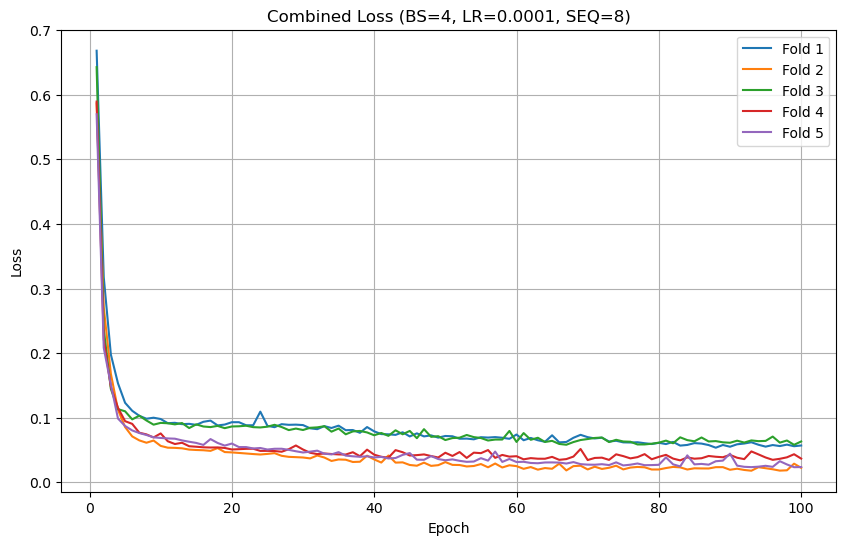 Combined Loss (BS=4, LR=0.0001, SEQ=8)
0.7
0.6
0.5
0.4
0.3
0.2
0.1
0.0
Loss
Fold 1
Fold 2
Fold 3
Fold 4
Fold 5
0 20 40 60 80 100
Epoch